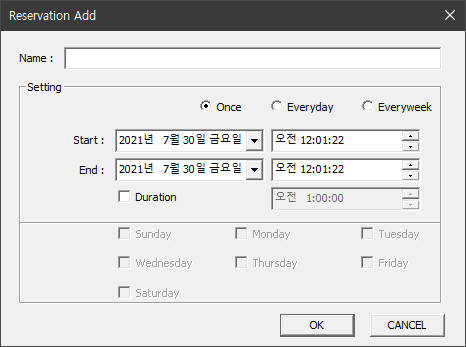 Reservation Add
Name :
Setting
Once Everyday Everyweek
Start : 2021년 7월 30일 금요일 오전 12:01:22
End : 2021년 7월 30일 금요일 오전 12:01:22
Duration 오전 1:00:00
Sunday Monday Tuesday
Wednesday Thursday Friday
Saturday
OK CANCEL